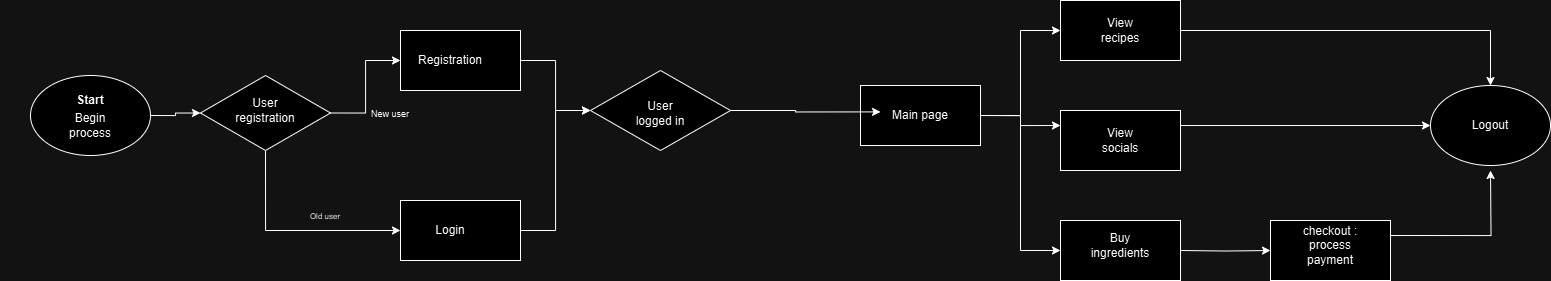 Start
Begin
process
User
registration
New user
Old user
Registration
Login
User
logged in
Main page
View
recipes
View
socials
Buy
ingredients
checkout :
process
payment
Logout